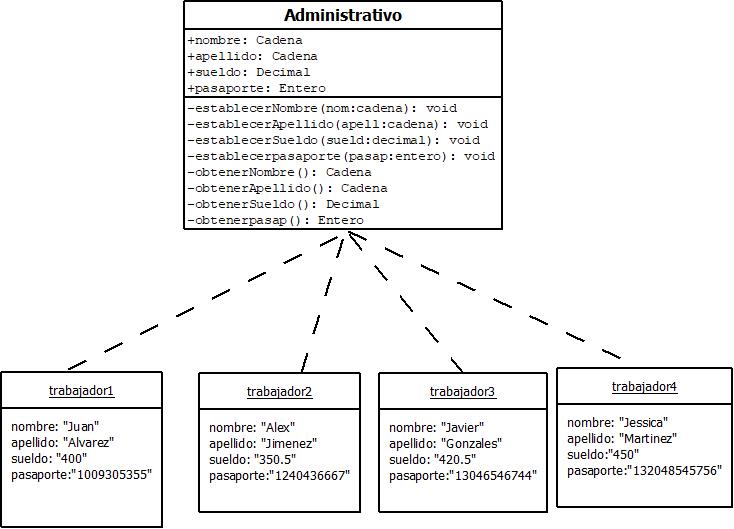 Administrativo
+nombre: Cadena
+apellido: Cadena
+sueldo: Decimal
+pasaporte: Entero
-establecerNombre(nom:cadena): void
-establecerApellido(apell:cadena): void
-establecerSueldo(sueld:decimal): void
-establecerpasaporte(pasap:entero): void
-obtenerNombre(): Cadena
-obtenerApellido(): Cadena
-obtenerSueldo(): Decimal
-obtenerpasap(): Entero
trabajador1
nombre: "Juan"
apellido: "Alvarez"
sueldo: "400"
pasaporte:"1009305355"
trabajador2
nombre: "Alex"
apellido: "Jimenez"
sueldo: "350.5"
pasaporte:"1240436667"
trabajador3
nombre: "Javier"
apellido: "Gonzales"
sueldo: "420.5"
pasaporte:"13046546744"
trabajador4
nombre: "Jessica"
apellido: "Martinez"
sueldo:"450"
pasaporte:"132048545756"